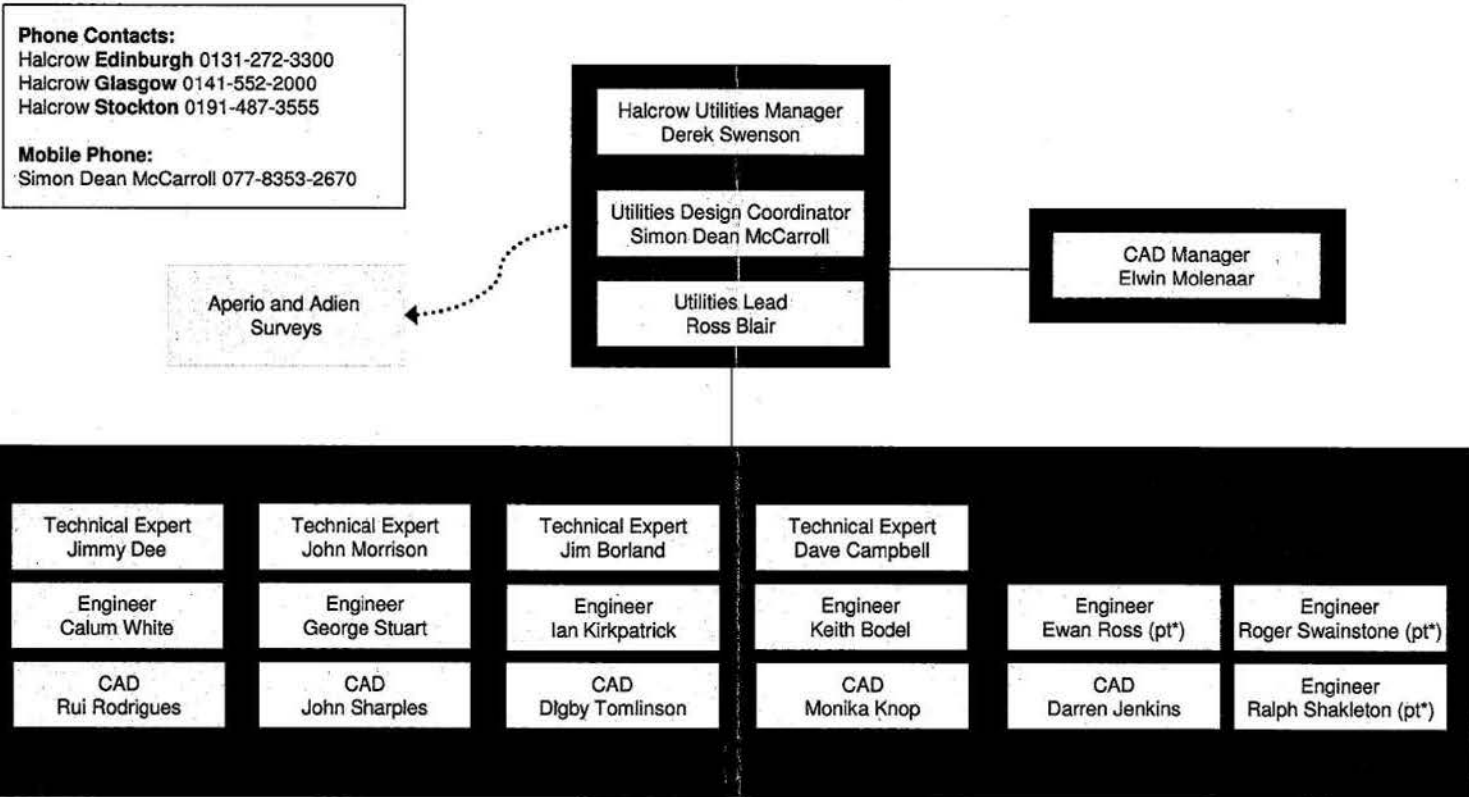 Phone Contacts:
Halcrow Edinburgh 0131-272-3300
Halcrow Glasgow 0141-552-2000
Halcrow Stockton 0191-487-3555
Mobile Phone:
Simon Dean McCarroll 077-8353-2670
Halcrow Utilities Manager
Derek Swenson
Utilities Design Coordinator
Simon Dean McCarroll
Utilities Lead
Ross Blair
CAD Manager
Elwin Molenaar
Aperio and Adien
Surveys
Technical Expert
Jimmy Dee
Technical Expert
John Morrison
Technical Expert
Jim Borland
Technical Expert
Dave Campbell
Engineer
Calum White
Engineer
George Stuart
Engineer
Ian Kirkpatrick
Engineer
Keith Bodel
Engineer
Ewan Ross (pt*)
Engineer
Roger Swainstone (pt*)
CAD
Rui Rodrigues
CAD
John Sharples
CAD
Digby Tomlinson
CAD
Monika Knop
CAD
Darren Jenkins
Engineer
Ralph Shakleton (pt*)